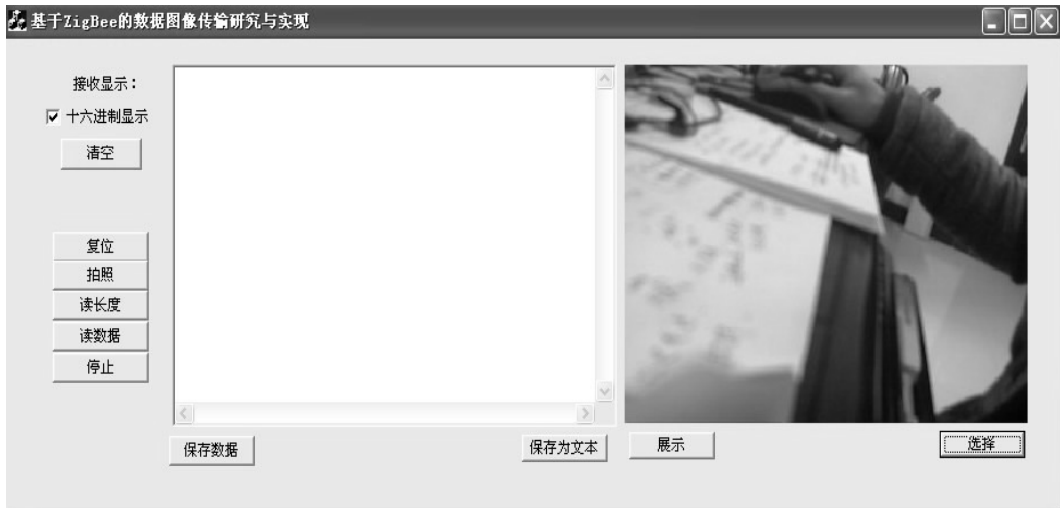 基于ZigBee的数据图像传输研究与实现
接收显示：
十六进制显示
清空
复位
拍照
读长度
读数据
停止
保存数据
保存为文本
展示
选择